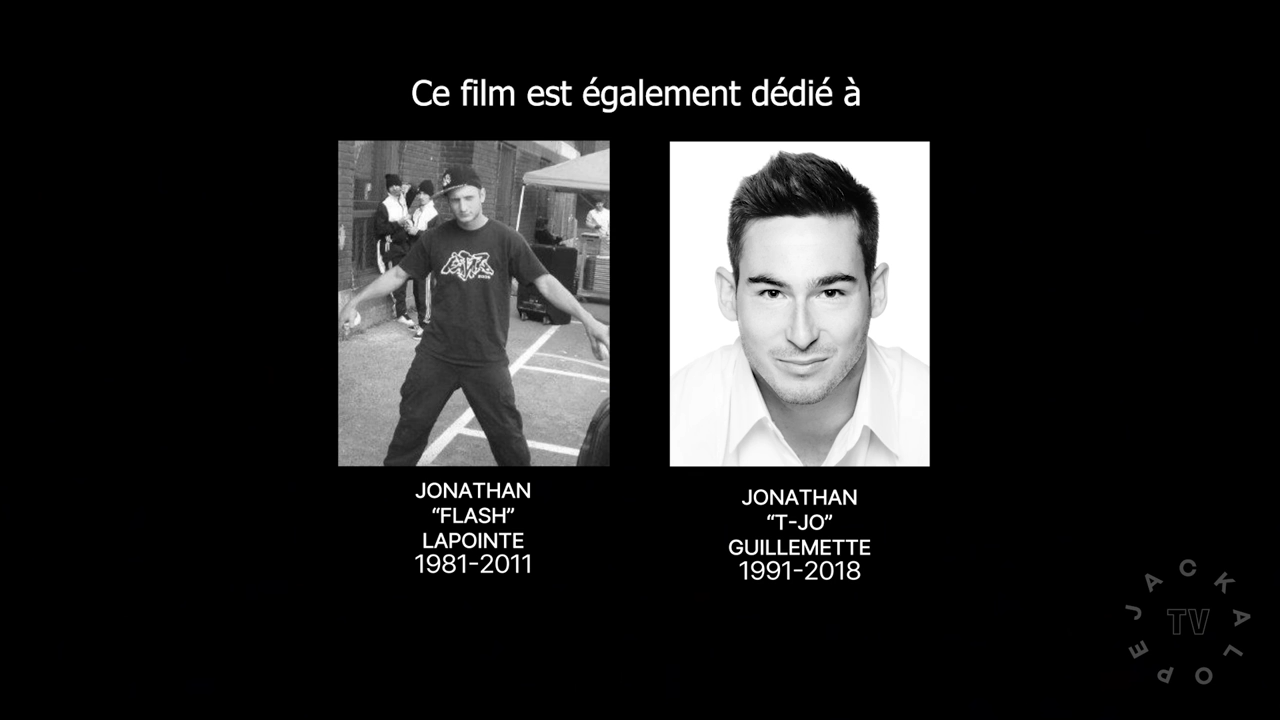 Ce film est également dédié à
JONATHAN
“FLASH”
LAPOINTE
1981-2011
JONATHAN
“T-JO”
GUILLEMETTE
1991-2018
JACKALOPE
TV